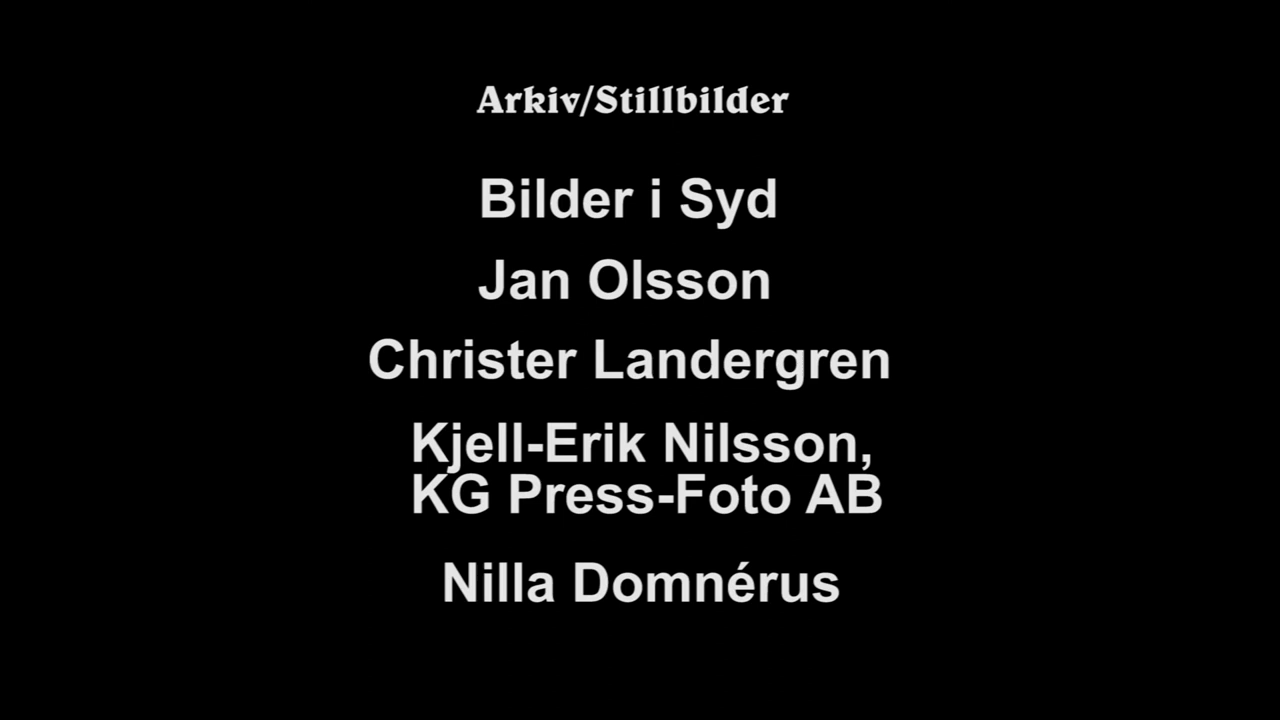 Arkiv/Stillbilder
Bilder i Syd
Jan Olsson
Christer Landergren
Kjell-Erik Nilsson,
KG Press-Foto AB
Nilla Domnérus